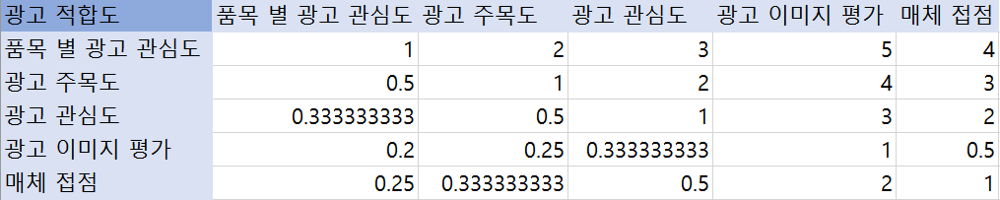 광고 적합도 품목 별 광고 관심도 광고 주목도 광고 관심도 광고 이미지 평가 매체 접점
품목 별 광고 관심도 1 2 3 5 4
광고 주목도 0.5 1 2 4 3
광고 관심도 0.333333333 0.5 1 3 2
광고 이미지 평가 0.2 0.25 0.333333333 1 0.5
매체 접점 0.25 0.333333333 0.5 2 1